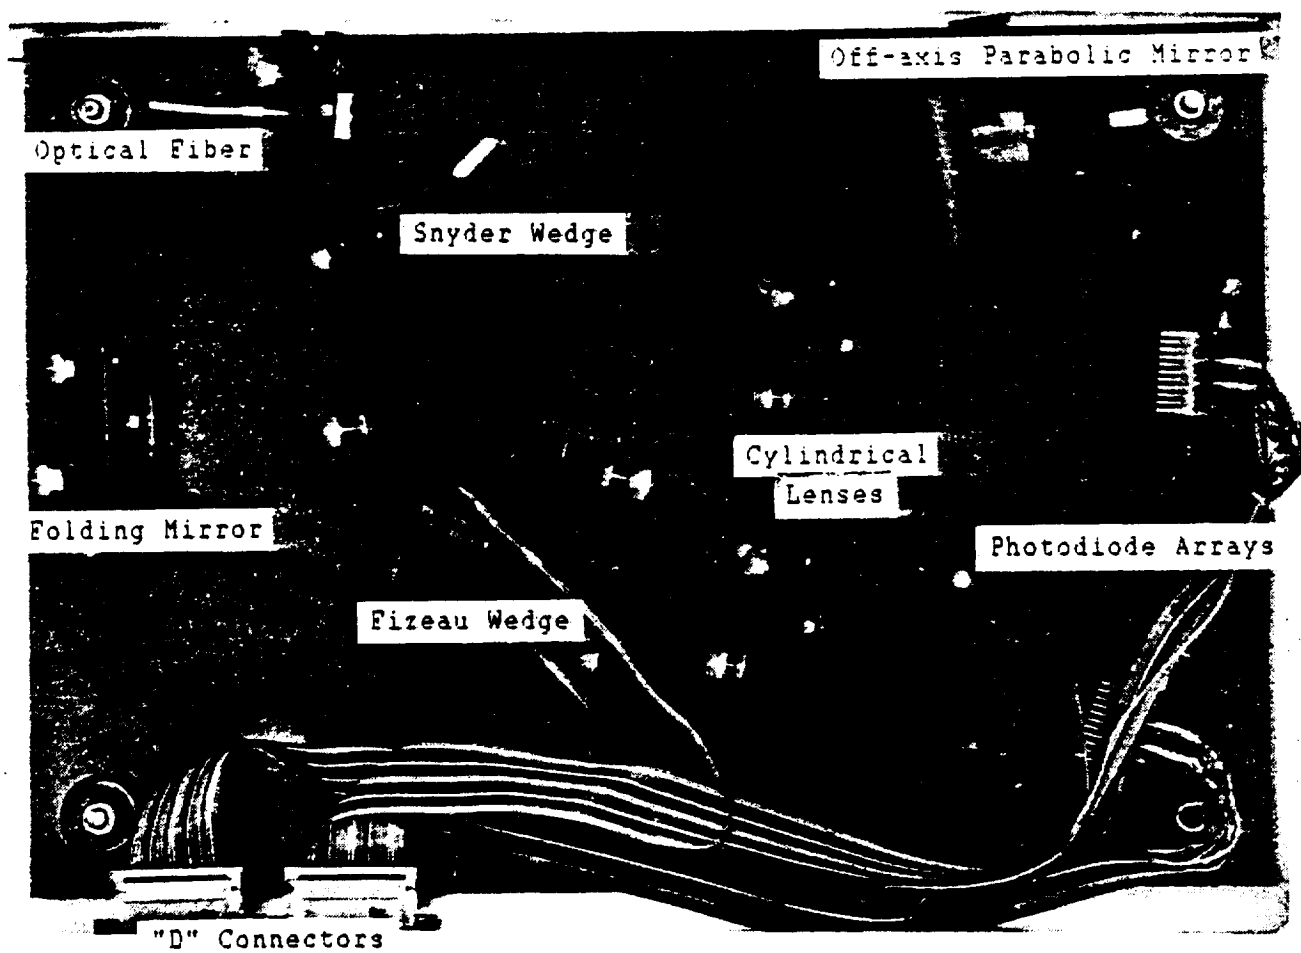 Off-axis Parabolic Mirror
Optical Fiber
Snyder Wedge
Cylindrical
Lenses
Folding Mirror
Photodiode Arrays
Fizeau Wedge
"D" Connectors